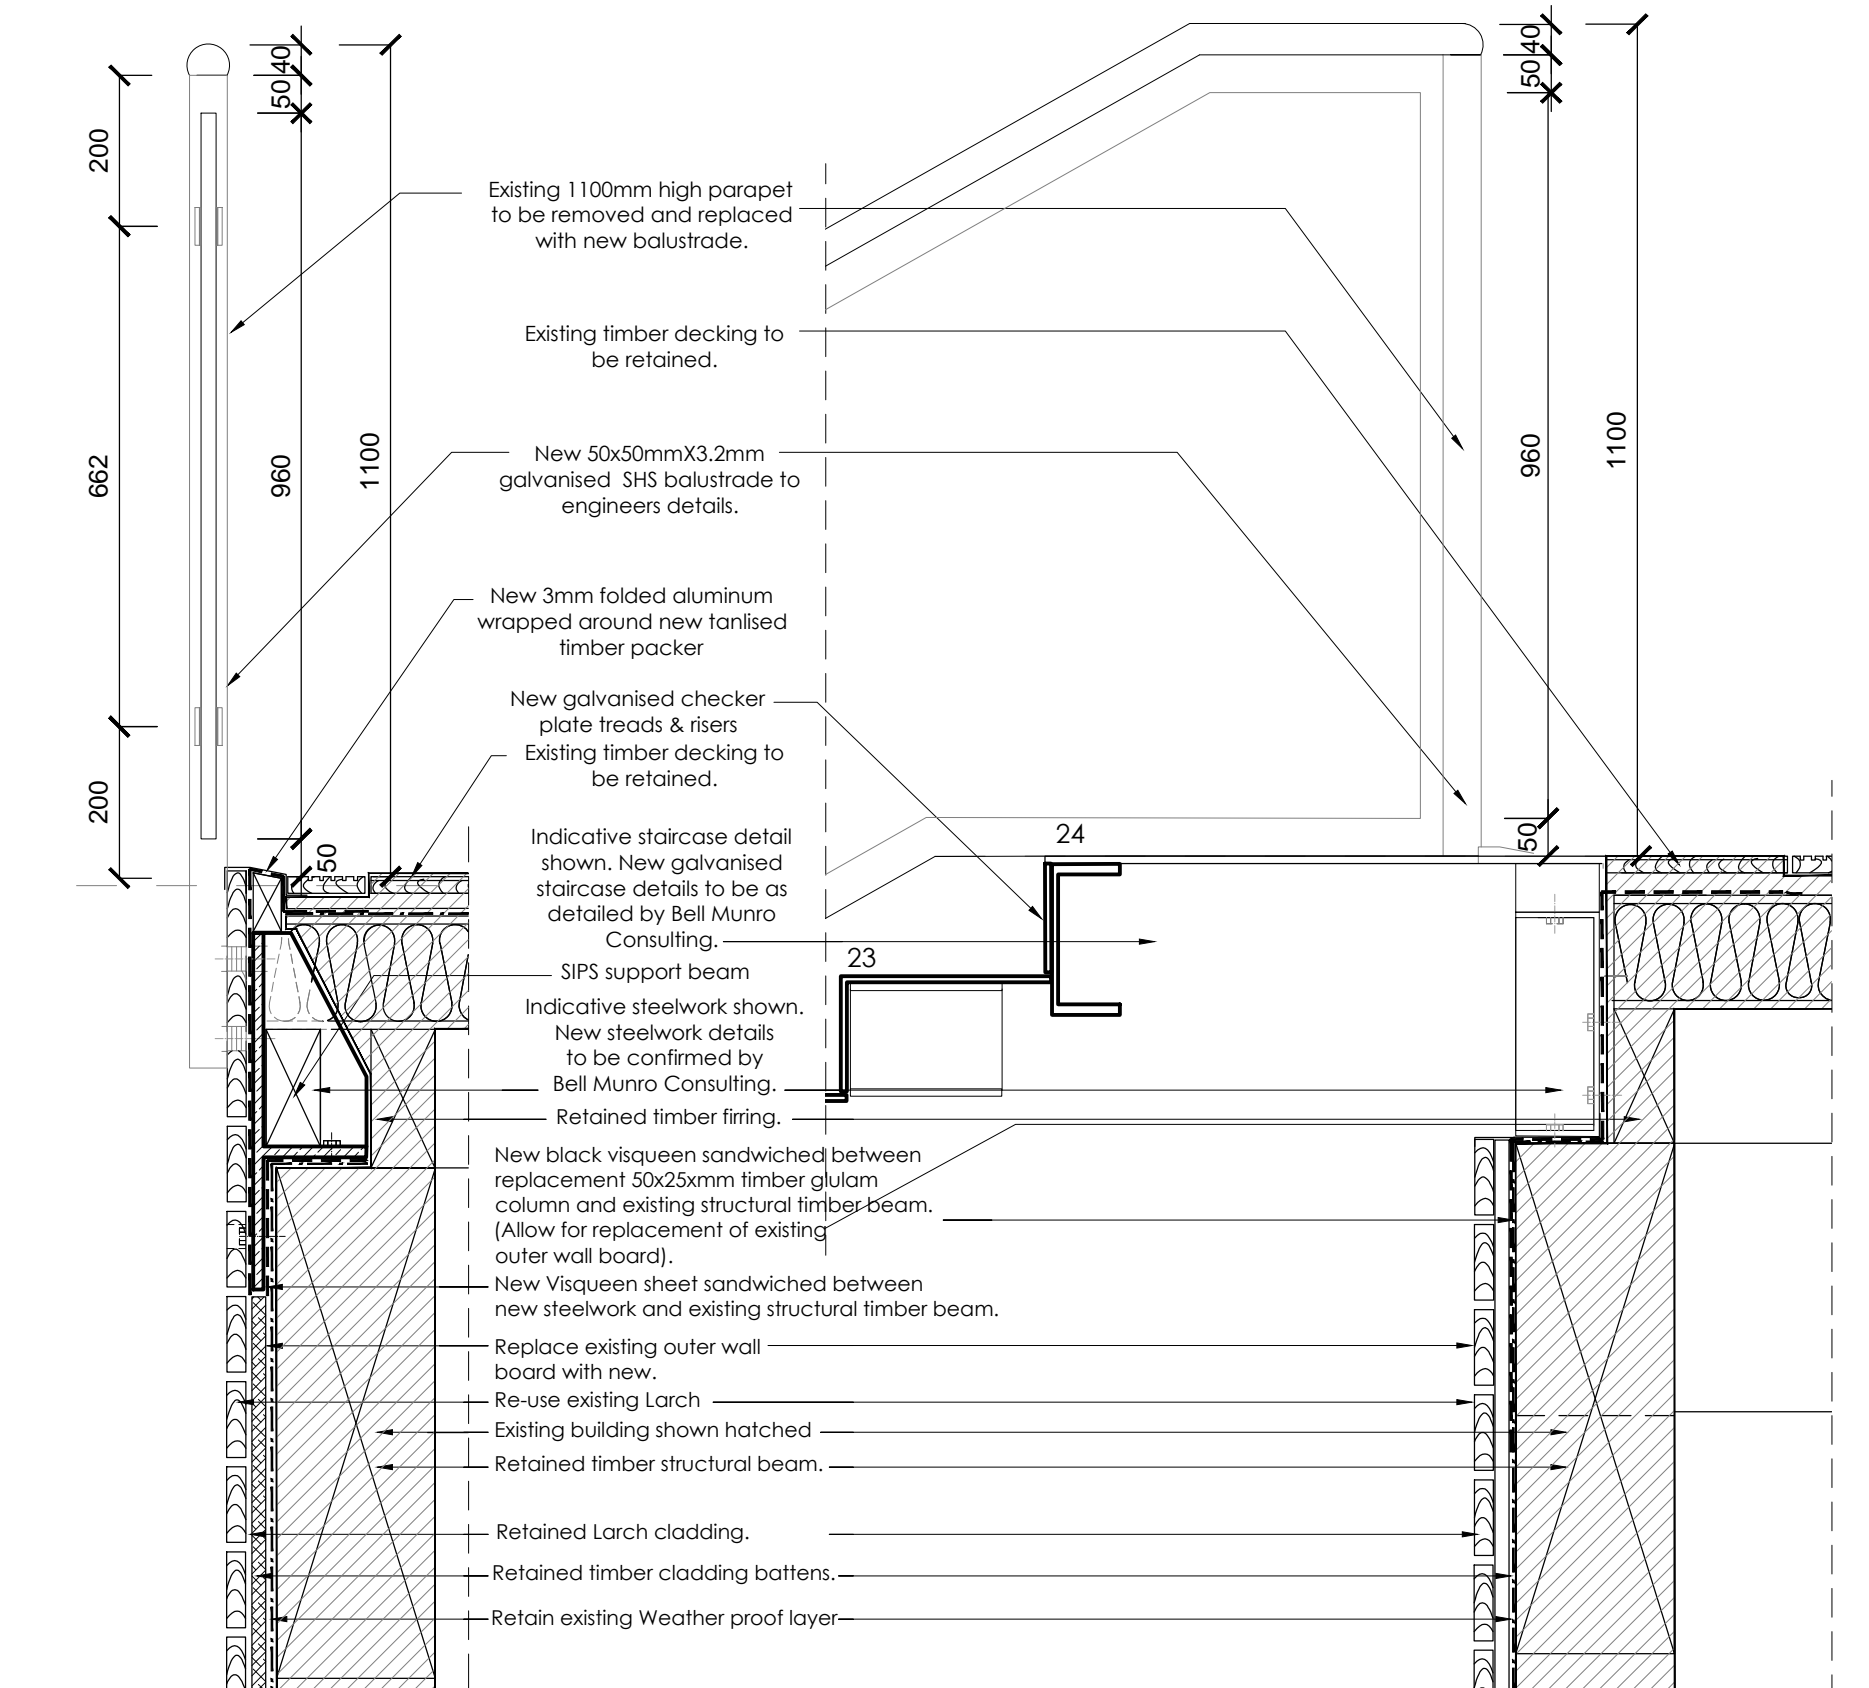 40
50
200
662
200
960
1100
50
Existing 1100mm high parapet
to be removed and replaced
with new balustrade.
Existing timber decking to
be retained.
New 50x50mmX3.2mm
galvanised SHS balustrade to
engineers details.
New 3mm folded aluminum
wrapped around new tanlised
timber packer
New galvanised checker
plate treads & risers
Existing timber decking to
be retained.
Indicative staircase detail
shown. New galvanised
staircase details to be as
detailed by Bell Munro
Consulting.
SIPS support beam
Indicative steelwork shown.
New steelwork details
to be confirmed by
Bell Munro Consulting.
Retained timber firring.
New black visqueen sandwiched between
replacement 50x25xmm timber glulam
column and existing structural timber beam.
(Allow for replacement of existing
outer wall board).
New Visqueen sheet sandwiched between
new steelwork and existing structural timber beam.
Replace existing outer wall
board with new.
Re-use existing Larch
Existing building shown hatched
Retained timber structural beam.
Retained Larch cladding.
Retained timber cladding battens.
Retain existing Weather proof layer
24
23
40
50
960
1100
50